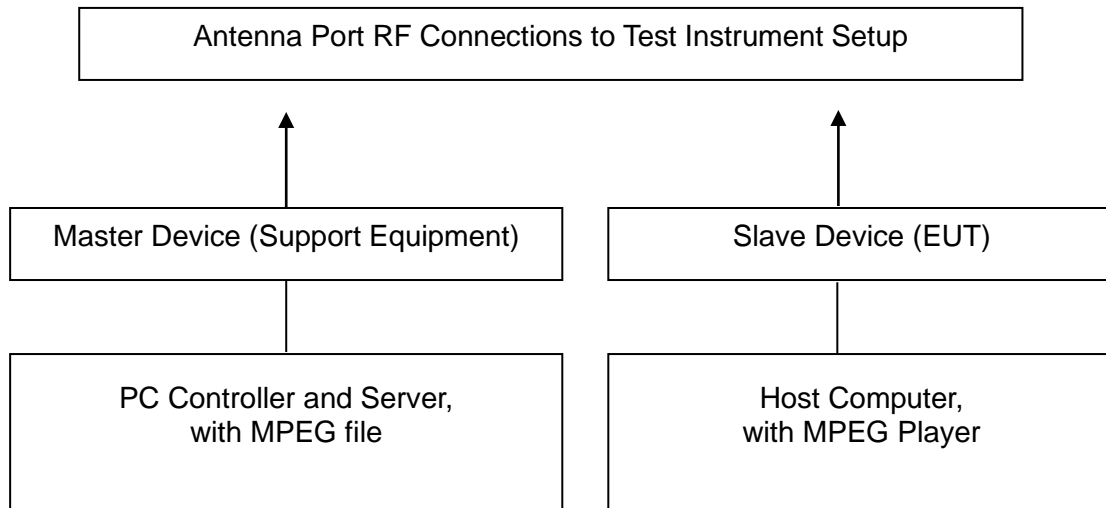 Antenna Port RF Connections to Test Instrument Setup
Master Device (Support Equipment)
Slave Device (EUT)
PC Controller and Server,
with MPEG file
Host Computer,
with MPEG Player